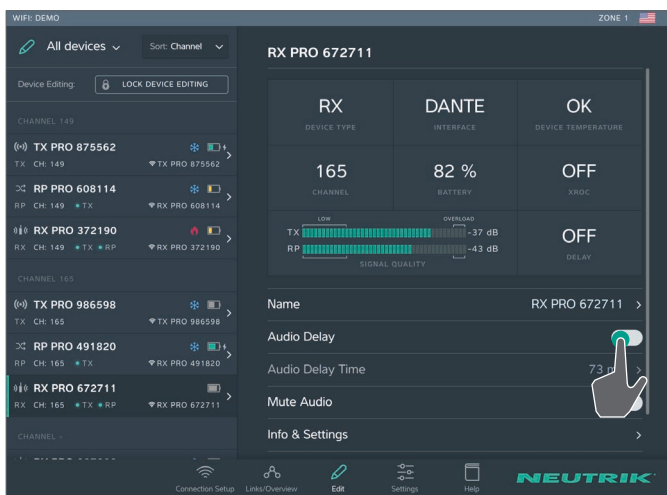 WIFI: DEMO
ZONE 1
All devices
Sort: Channel
Device Editing:
LOCK DEVICE EDITING
CHANNEL 149
TX PRO 875562
TX CH: 149
TX PRO 875562
RP PRO 608114
RP CH: 149 TX
RX PRO 608114
RX PRO 372190
RX CH: 149 TX RP
RX PRO 372190
CHANNEL 165
TX PRO 986598
TX CH: 165
TX PRO 986598
RP PRO 491820
RP CH: 165 TX
RX PRO 491820
RX PRO 672711
RX CH: 165 TX RP
RX PRO 672711
CHANNEL -
RX PRO 672711
RX
DEVICE TYPE
DANTE
INTERFACE
OK
DEVICE TEMPERATURE
165
CHANNEL
82 %
BATTERY
OFF
XROC
LOW
OVERLOAD
TX -37 dB
RP -43 dB
SIGNAL QUALITY
OFF
DELAY
Name
RX PRO 672711
Audio Delay
Audio Delay Time
73
Mute Audio
Info & Settings
Connection Setup
Links/Overview
Edit
Settings
Help
NEUTRIK